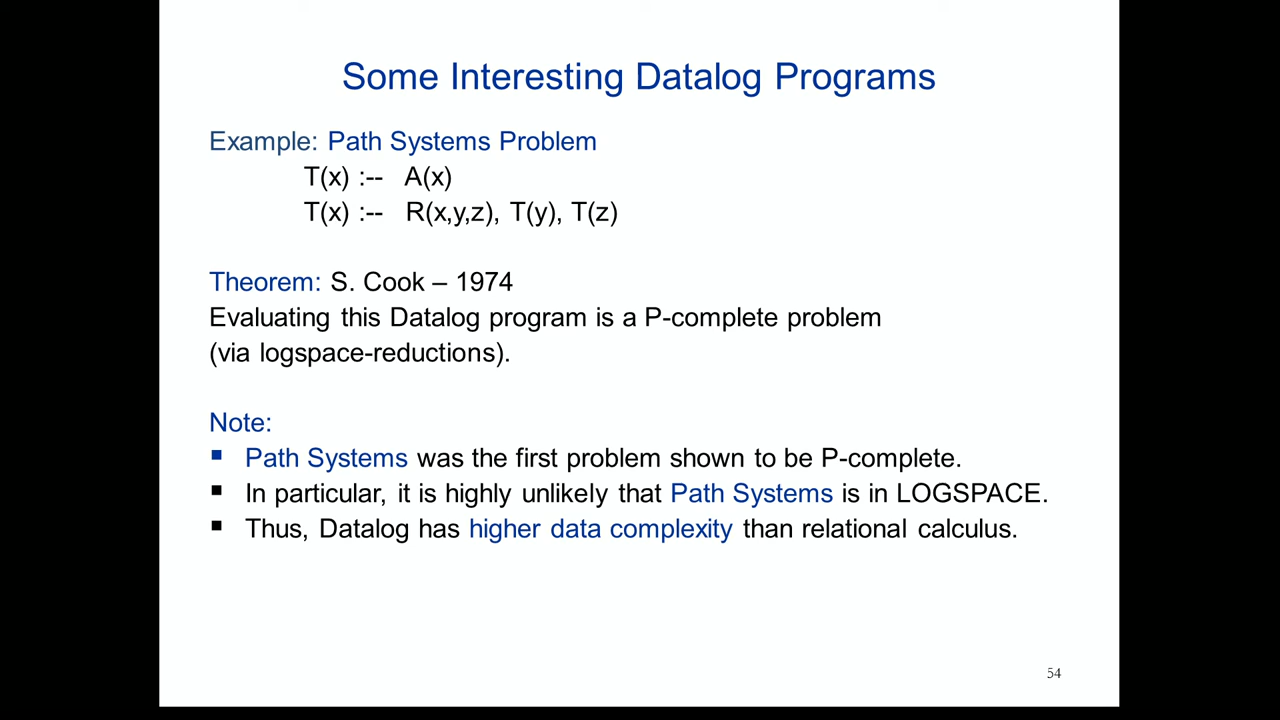 Some Interesting Datalog Programs
Example: Path Systems Problem
T(x) :-- A(x)
T(x) :-- R(x,y,z), T(y), T(z)
Theorem: S. Cook – 1974
Evaluating this Datalog program is a P-complete problem
(via logspace-reductions).
Note:
▪ Path Systems was the first problem shown to be P-complete.
▪ In particular, it is highly unlikely that Path Systems is in LOGSPACE.
▪ Thus, Datalog has higher data complexity than relational calculus.
54